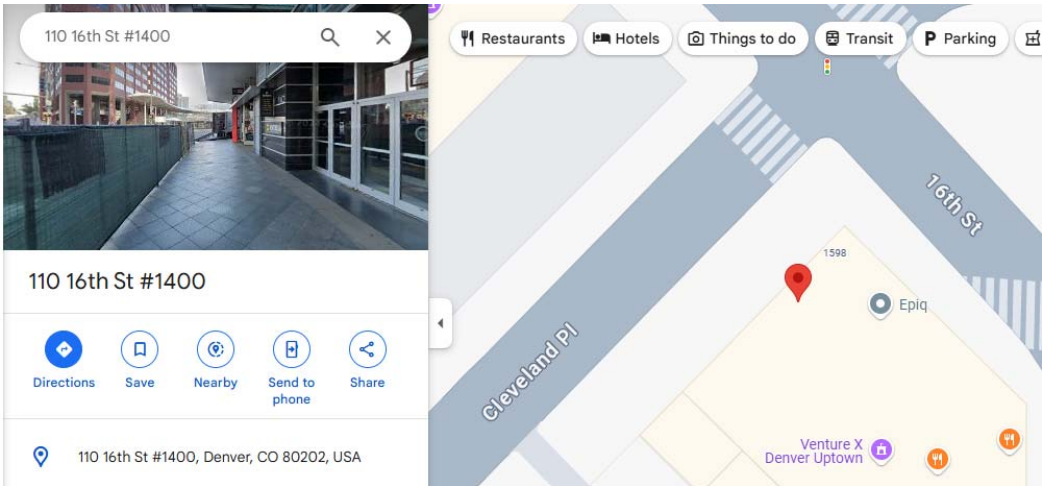 110 16th St #1400
Restaurants
Hotels
Things to do
Transit
Parking
110 16th St #1400
Directions
Save
Nearby
Send to
phone
Share
110 16th St #1400, Denver, CO 80202, USA
16th St
1598
Epiq
Cleveland Pl
Venture X
Denver Uptown